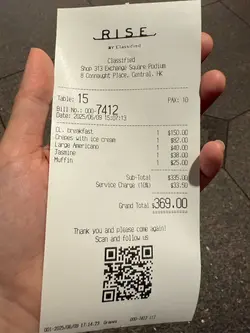 RISE
BY Classified
Classified
Shop 313 Exchange Square Podium
8 Connaught Place, Central, HK
Table: 15 PAX: 10
Bill No.: 000-7412
Date: 2025/06/09 15:07:13
CL. breakfast 1 $150.00
Crepes with ice cream 1 $82.00
Large Americano 1 $40.00
Jasmine 1 $38.00
Muffin 1 $25.00
Sub-Total: $335.00
Service Charge (10%) $33.50
Grand Total: $369.00
Thank you and please come again!
Scan and follow us